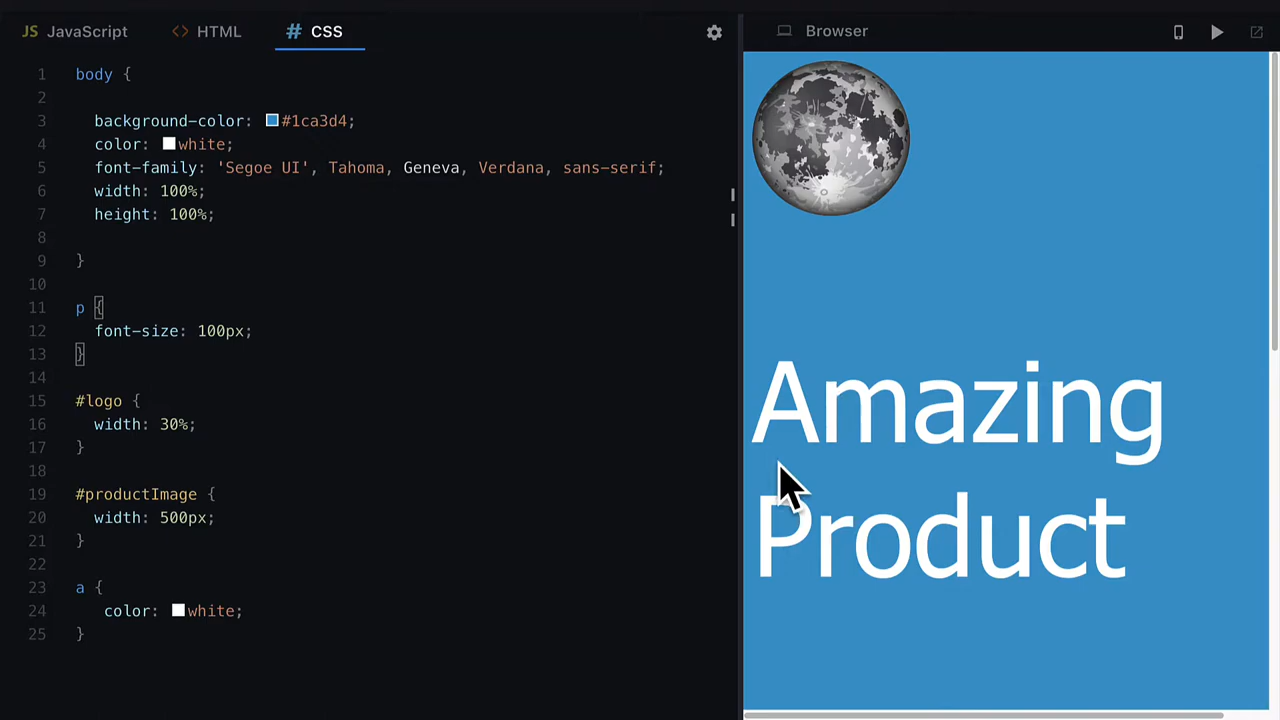 JS JavaScript <> HTML # CSS
Browser
1 body {
2
3 background-color: #1ca3d4;
4 color: white;
5 font-family: 'Segoe UI', Tahoma, Geneva, Verdana, sans-serif;
6 width: 100%;
7 height: 100%;
8
9 }
10
11 p {
12 font-size: 100px;
13 }
14
15 #logo {
16 width: 30%;
17 }
18
19 #productImage {
20 width: 500px;
21 }
22
23 a {
24 color: white;
25 }
Amazing
Product